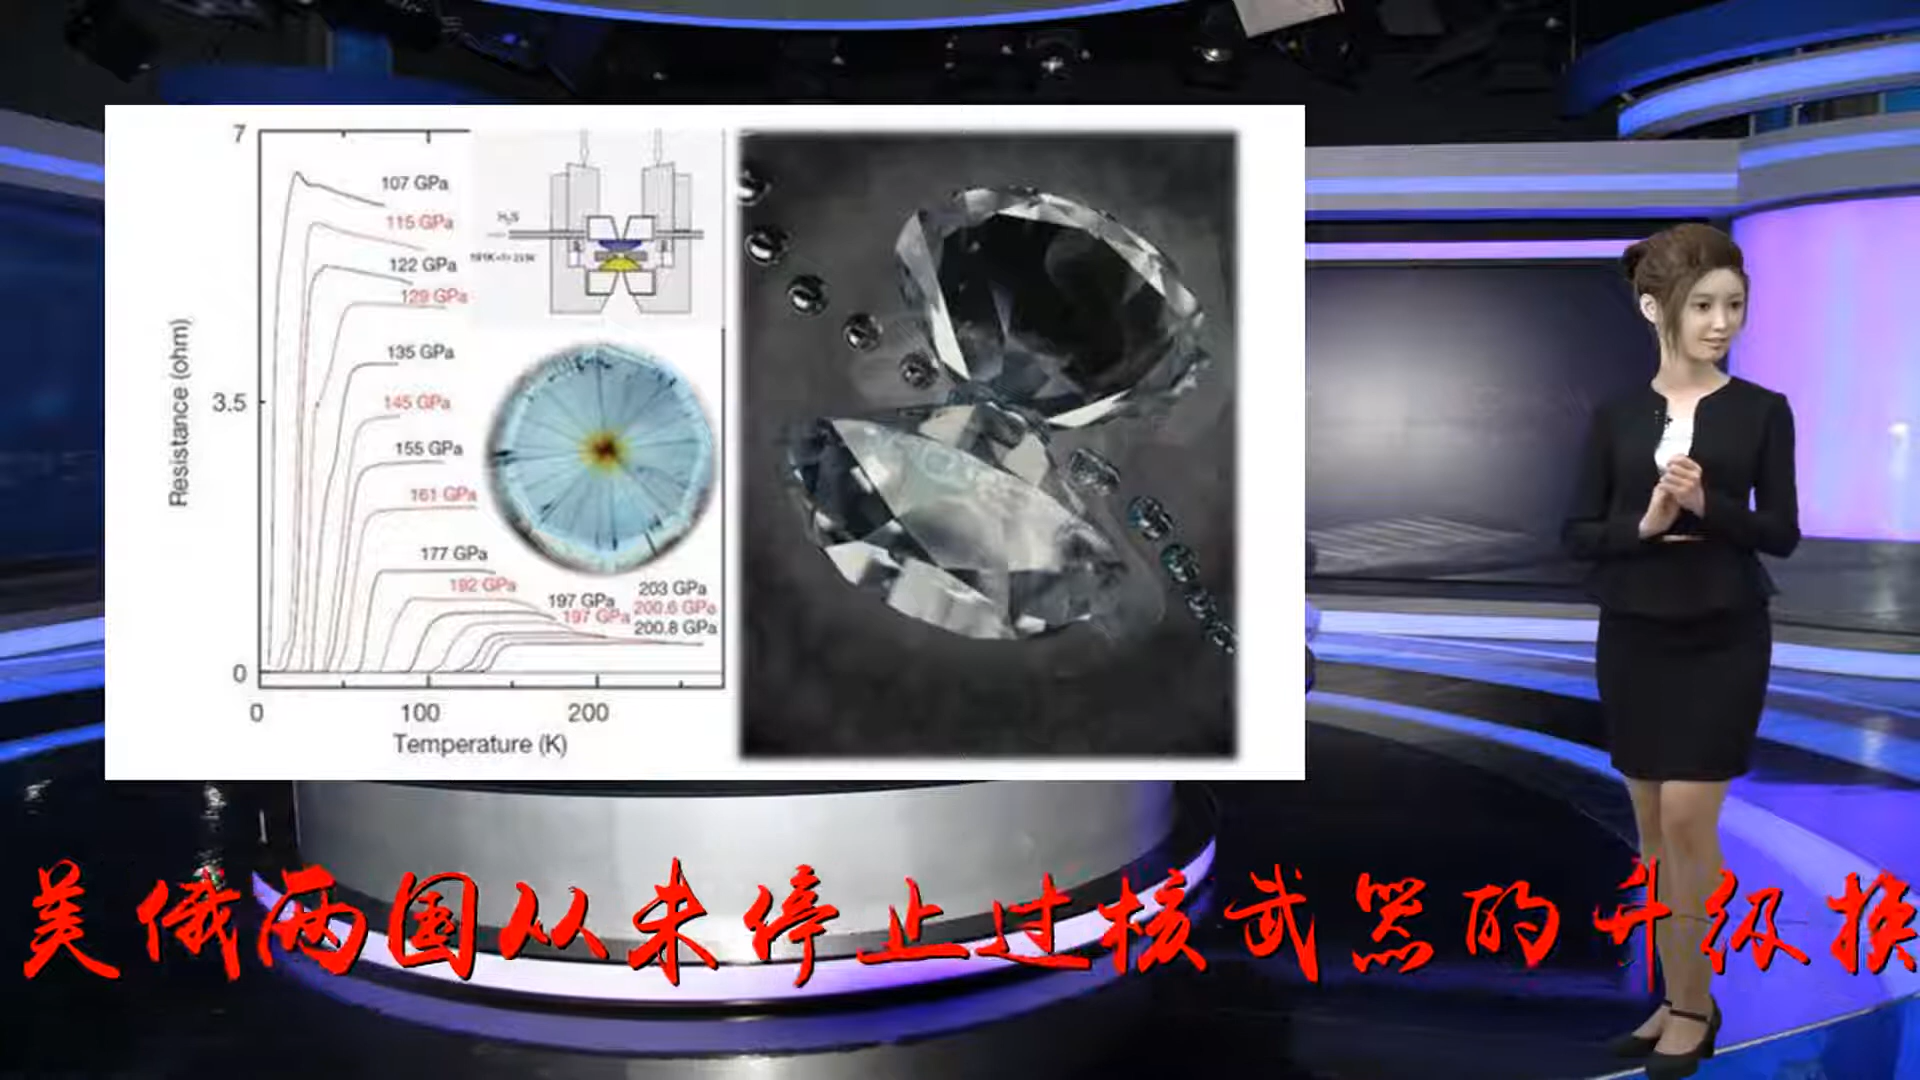 7
107 GPa
115 GPa
122 GPa
129 GPa
135 GPa
3.5
145 GPa
155 GPa
161 GPa
177 GPa
192 GPa
197 GPa
203 GPa
197 GPa
200.6 GPa
200.8 GPa
0
0
100
200
Temperature (K)
Resistance (ohm)
H2S
美俄两国从未停止过核武器的升级换